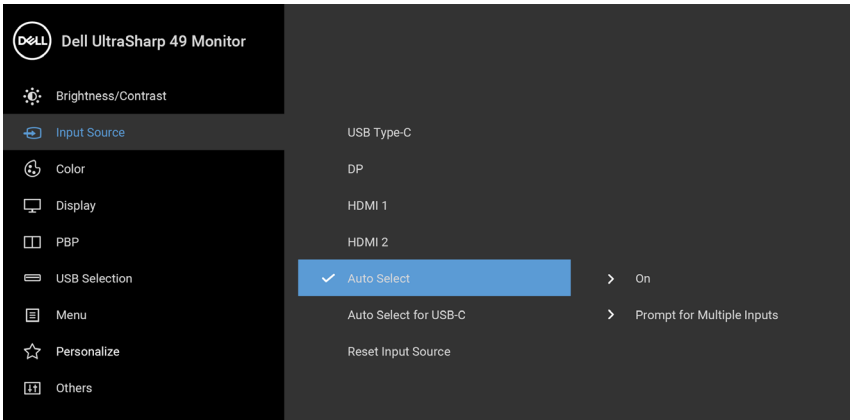 DELL
Dell UltraSharp 49 Monitor
Brightness/Contrast
Input Source
USB Type-C
Color
DP
Display
HDMI 1
PBP
HDMI 2
USB Selection
Auto Select
On
Menu
Auto Select for USB-C
Prompt for Multiple Inputs
Personalize
Reset Input Source
Others